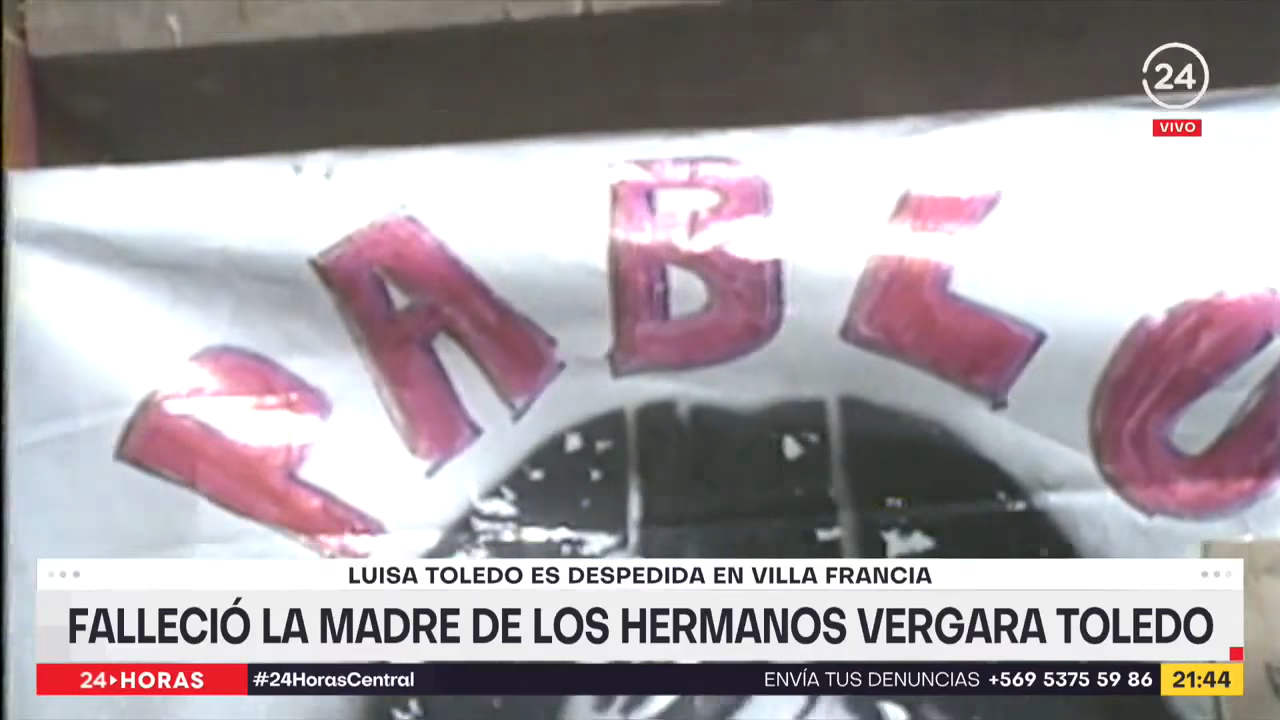 24
VIVO
PABLO
LUISA TOLEDO ES DESPEDIDA EN VILLA FRANCIA
FALLECIÓ LA MADRE DE LOS HERMANOS VERGARA TOLEDO
24 HORAS
#24HorasCentral
ENVÍA TUS DENUNCIAS +569 5375 59 86
21:44